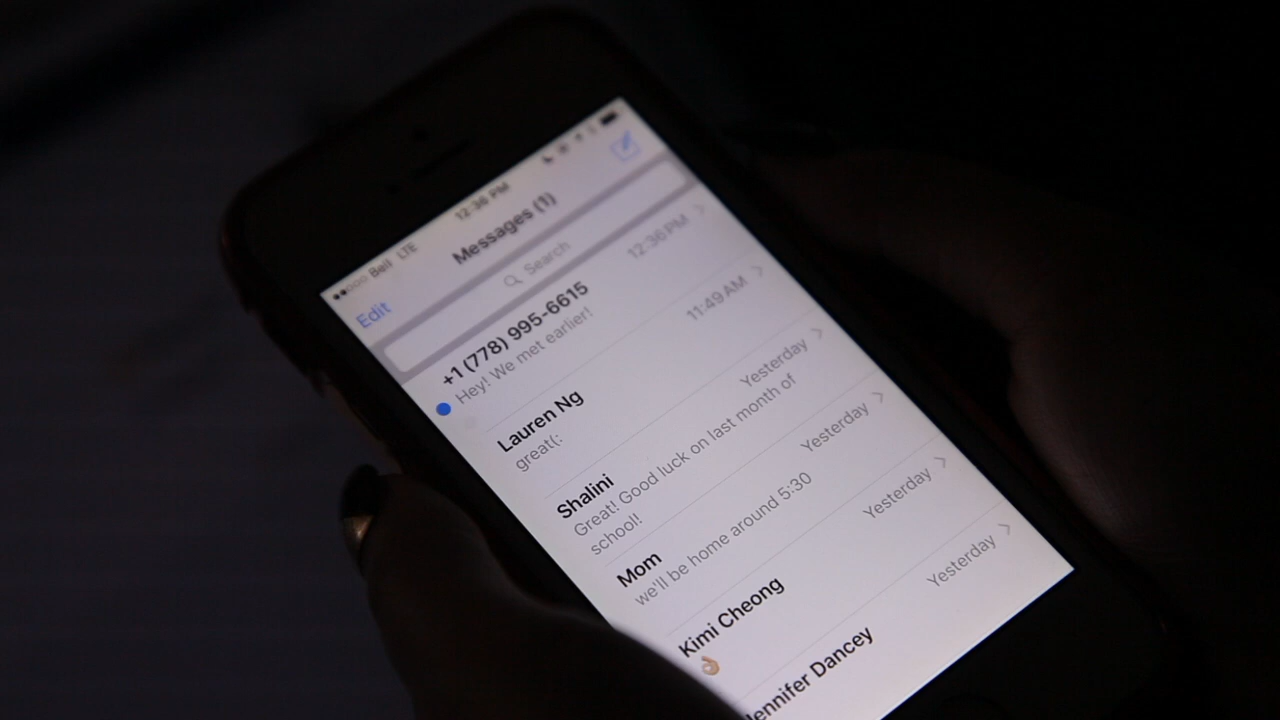 Bell LTE 12:36 PM
Edit Messages (1)
Search
+1 (778) 995-6615 12:36 PM
Hey! We met earlier!
Lauren Ng 11:49 AM
great(:
Shalini Yesterday
Great! Good luck on last month of
school!
Mom Yesterday
we'll be home around 5:30
Kimi Cheong Yesterday
👌🏼
Jennifer Dancey Yesterday